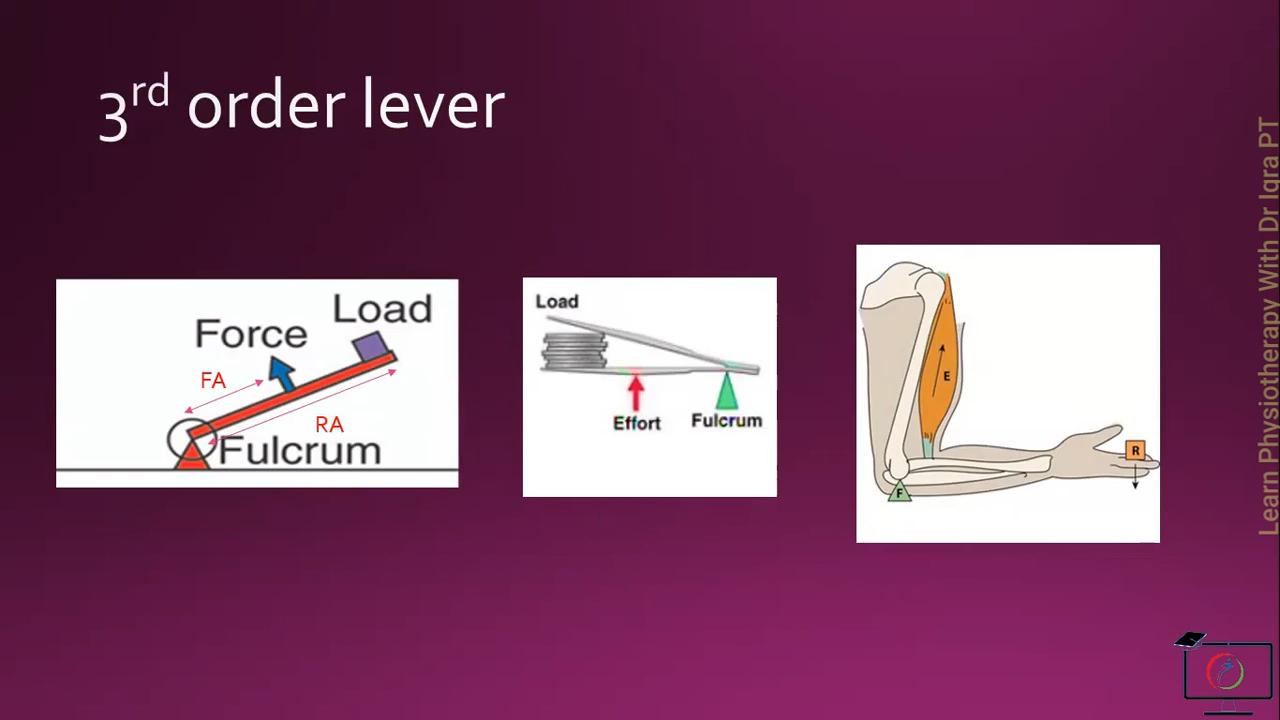 3rd order lever
Load
Force
FA
RA
Fulcrum
Load
Effort
Fulcrum
E
R
F
Learn Physiotherapy With Dr Iqra PT